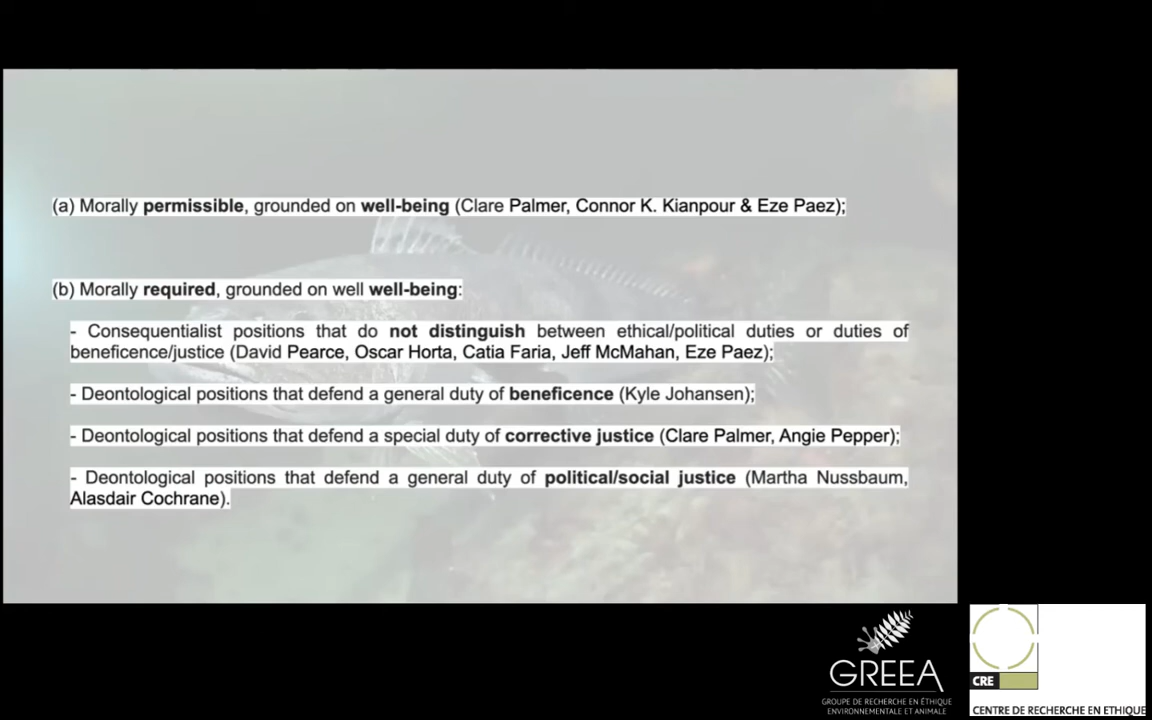 (a) Morally permissible, grounded on well-being (Clare Palmer, Connor K. Kianpour & Eze Paez);
(b) Morally required, grounded on well well-being:
- Consequentialist positions that do not distinguish between ethical/political duties or duties of
beneficence/justice (David Pearce, Oscar Horta, Catia Faria, Jeff McMahan, Eze Paez);
- Deontological positions that defend a general duty of beneficence (Kyle Johansen);
- Deontological positions that defend a special duty of corrective justice (Clare Palmer, Angie Pepper);
- Deontological positions that defend a general duty of political/social justice (Martha Nussbaum,
Alasdair Cochrane).
GREEA
GROUPE DE RECHERCHE EN ÉTHIQUE
ENVIRONNEMENTALE ET ANIMALE
CRE
CENTRE DE RECHERCHE EN ETHIQUE